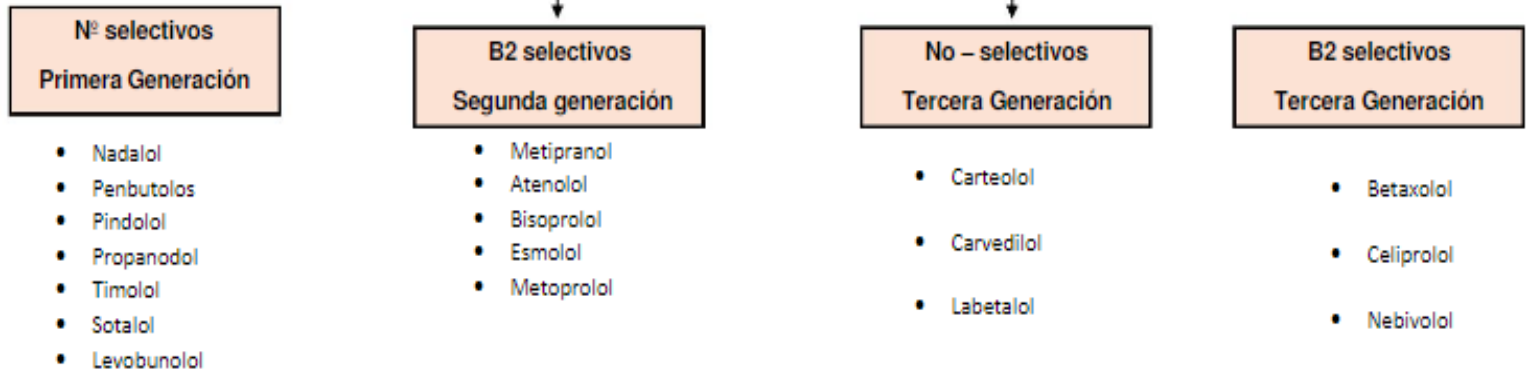 Nº selectivos
Primera Generación
• Nadalol
• Penbutolos
• Pindolol
• Propanodol
• Timolol
• Sotalol
• Levobunolol
B2 selectivos
Segunda generación
• Metipranol
• Atenolol
• Bisoprolol
• Esmolol
• Metoprolol
No – selectivos
Tercera Generación
• Carteolol
• Carvedilol
• Labetalol
B2 selectivos
Tercera Generación
• Betaxolol
• Celiprolol
• Nebivolol